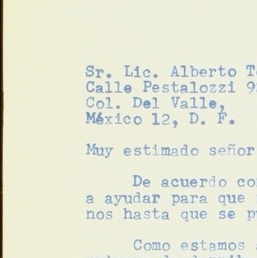 Sr. Lic. Alberto
Calle Pestalozzi
Col. Del Valle,
México 12, D. F.
Muy estimado señor
De acuerdo
a ayudar para que
nos hasta que se
Como estamos